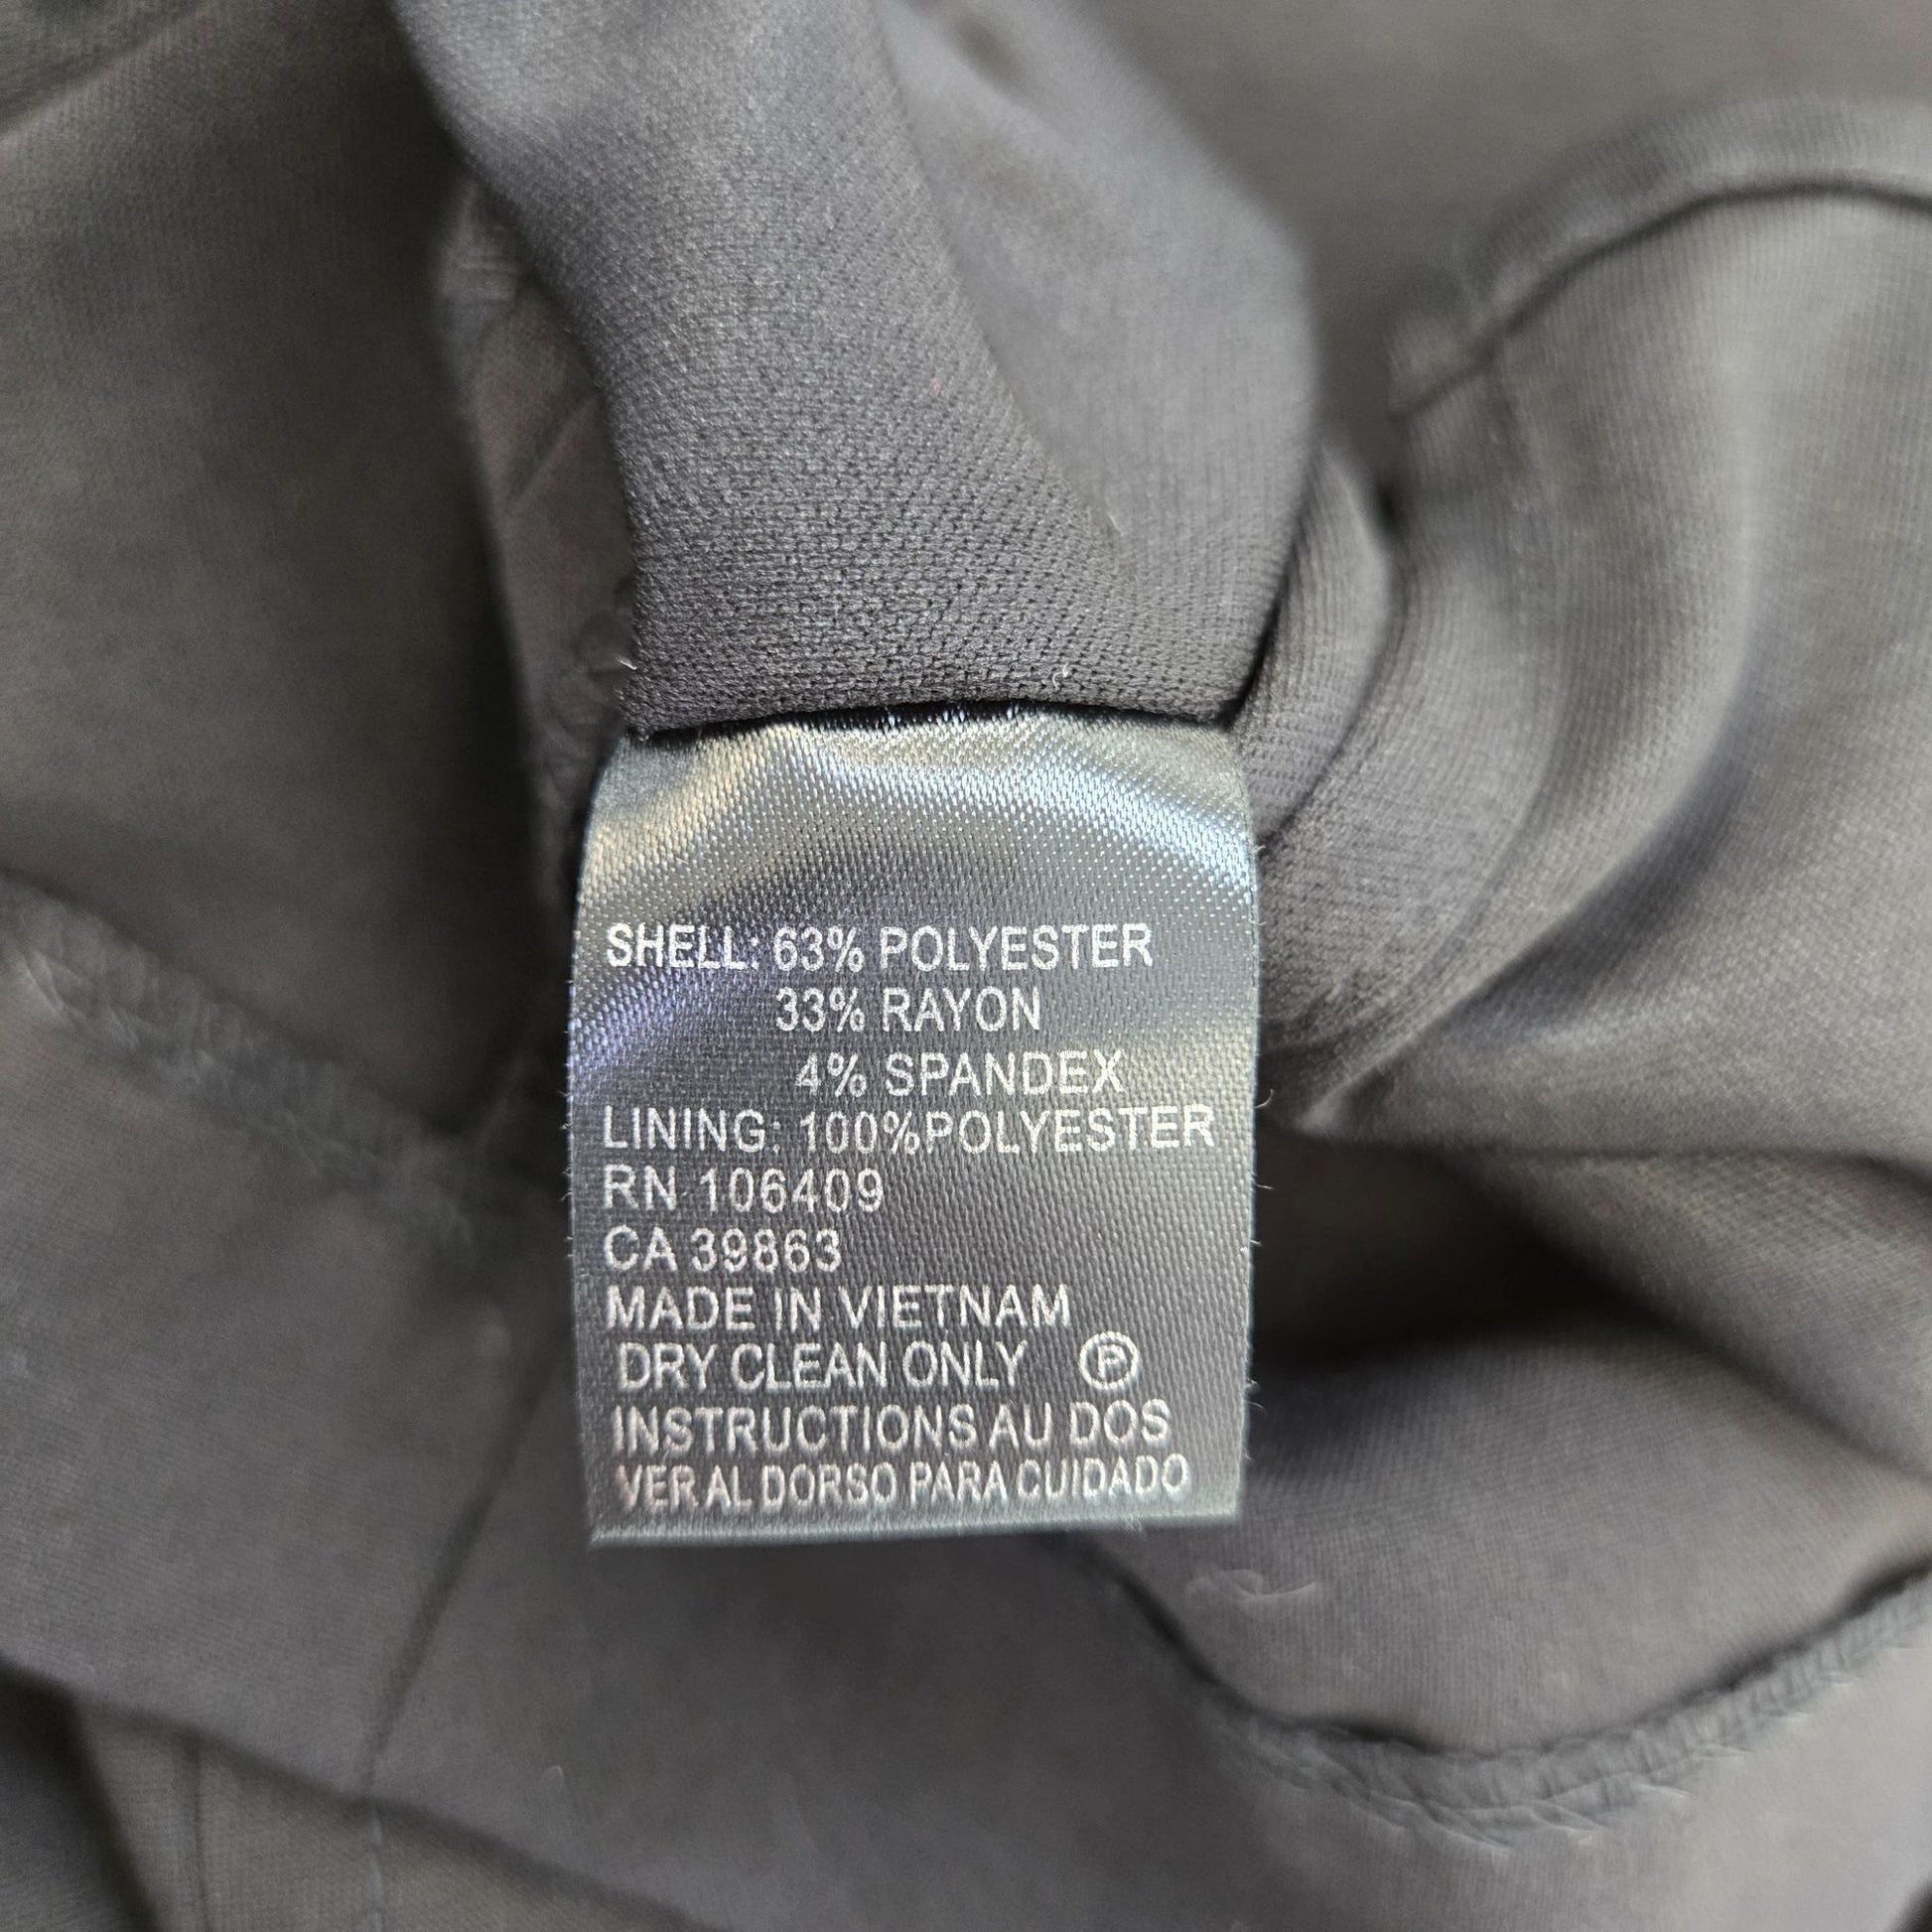 SHELL: 63% POLYESTER
33% RAYON
4% SPANDEX
LINING: 100%POLYESTER
RN 106409
CA 39863
MADE IN VIETNAM
DRY CLEAN ONLY Ⓟ
INSTRUCTIONS AU DOS
VER AL DORSO PARA CUIDADO